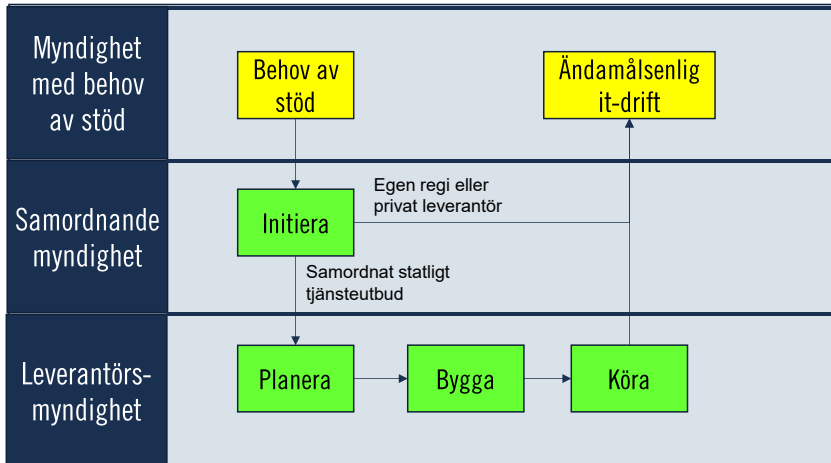 Myndighet
med behov
av stöd
Behov av
stöd
Ändamålsenlig
it-drift
Samordnande
myndighet
Initiera
Egen regi eller
privat leverantör
Samordnat statligt
tjänsteutbud
Leverantörs-
myndighet
Planera
Bygga
Köra